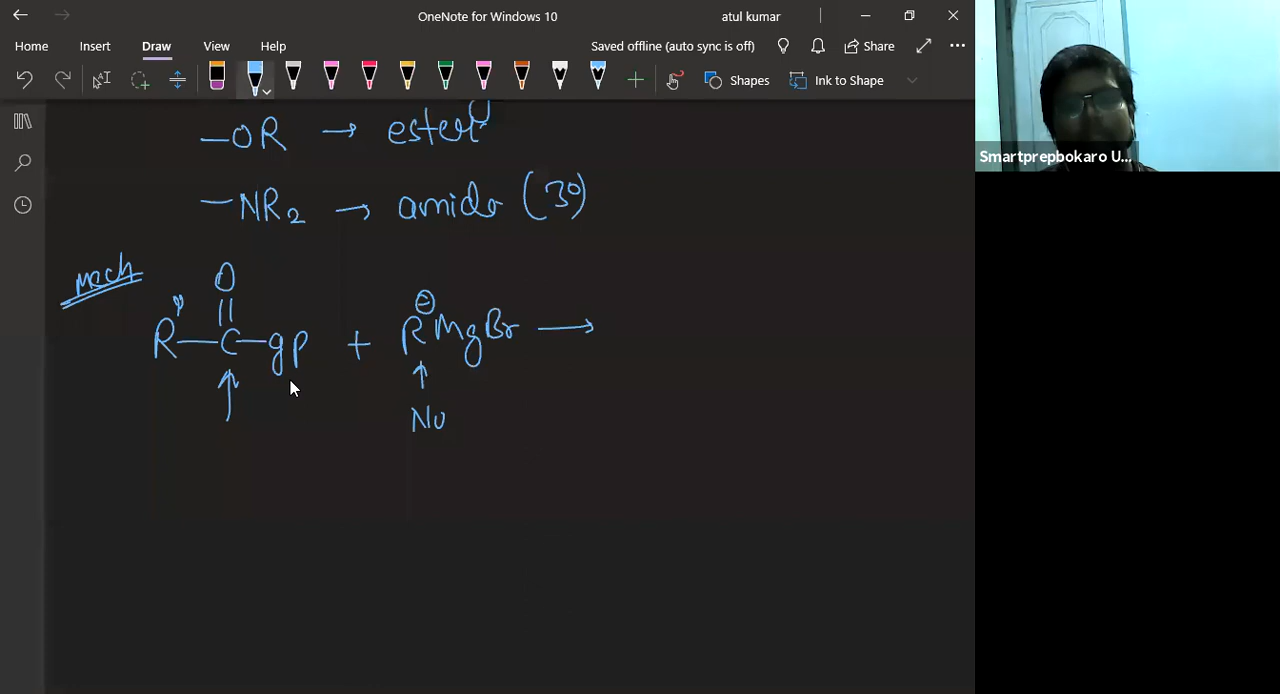 OneNote for Windows 10
atul kumar
Home Insert Draw View Help
Saved offline (auto sync is off)
Share
Shapes
Ink to Shape
Smartprepbokaro U...
—OR → ester
—NR2 → amide (3°)
mech
O
||
R'—C—gp + R⊖MgBr →
↑ ↑
Nu